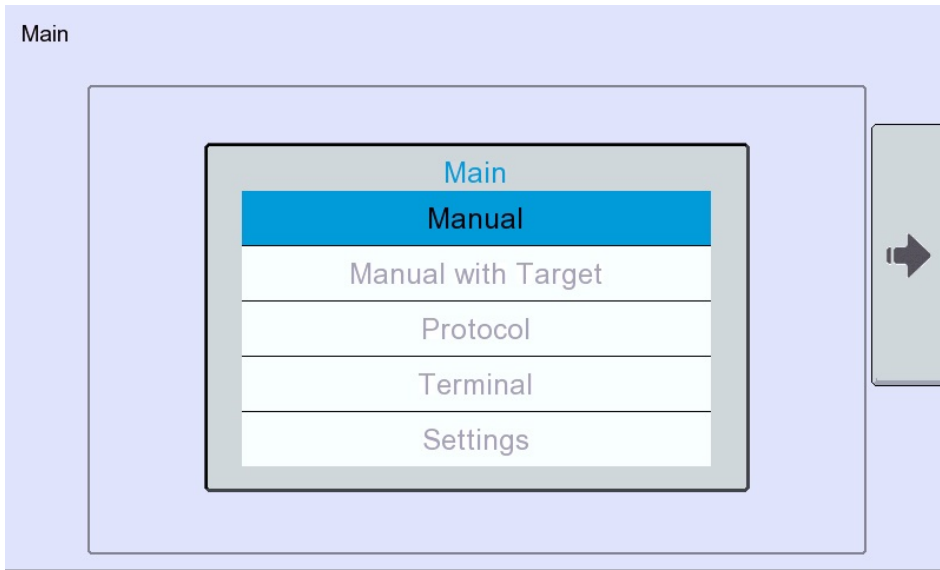 Main
Main
Manual
Manual with Target
Protocol
Terminal
Settings